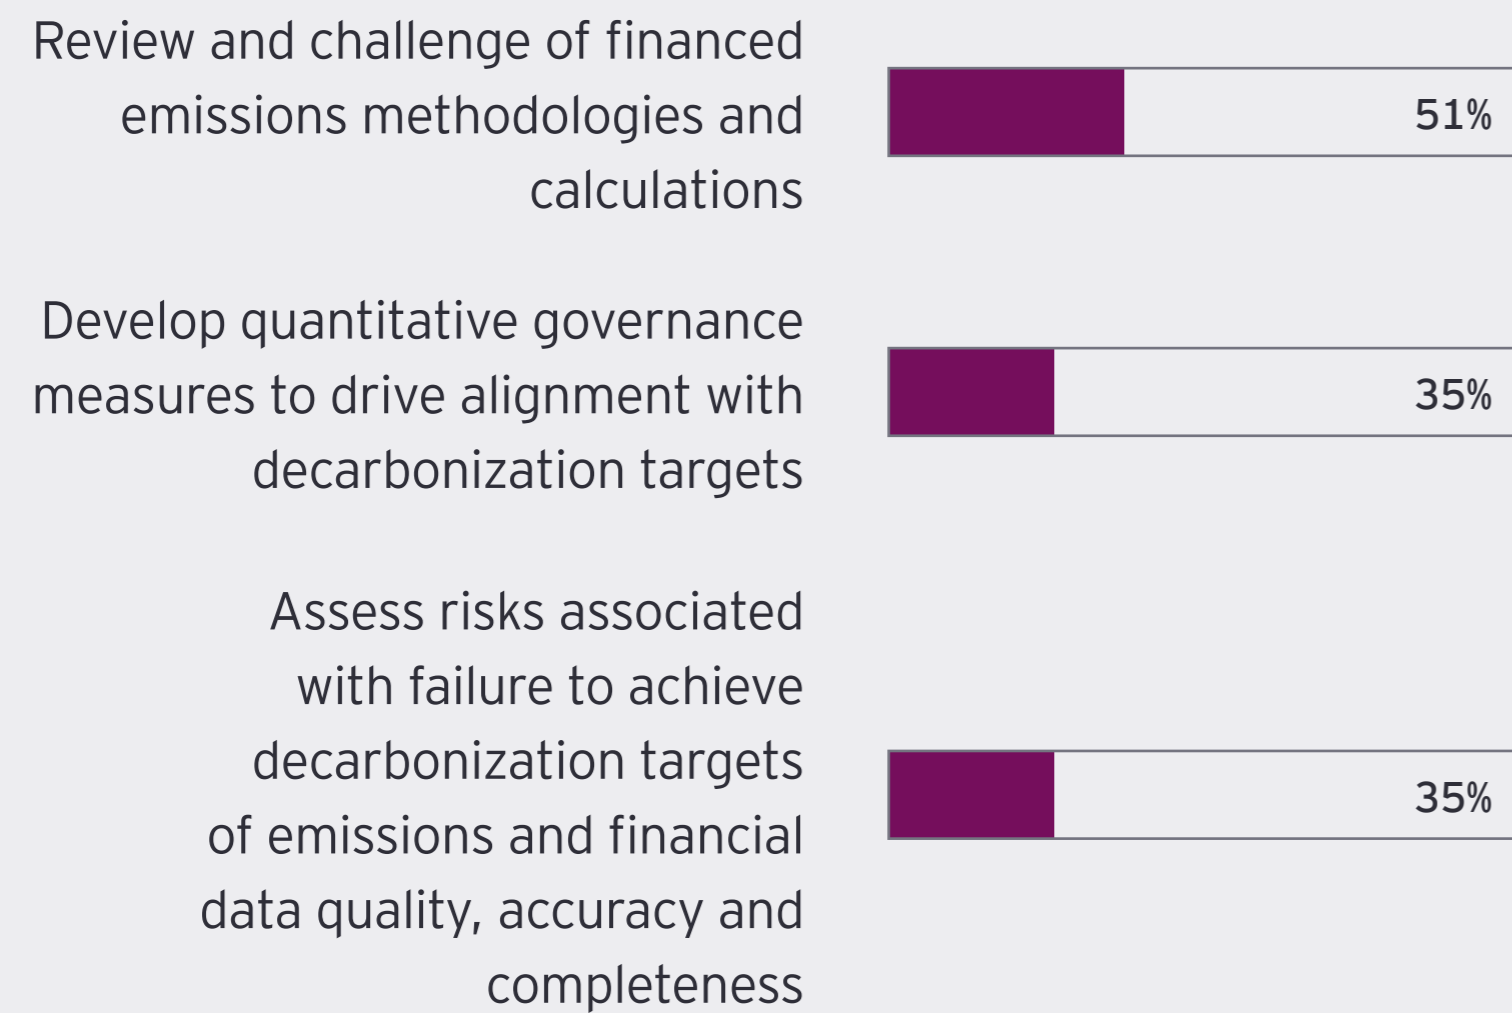 Review and challenge of financed
emissions methodologies and
calculations
51%
Develop quantitative governance
measures to drive alignment with
decarbonization targets
35%
Assess risks associated
with failure to achieve
decarbonization targets
of emissions and financial
data quality, accuracy and
completeness
35%